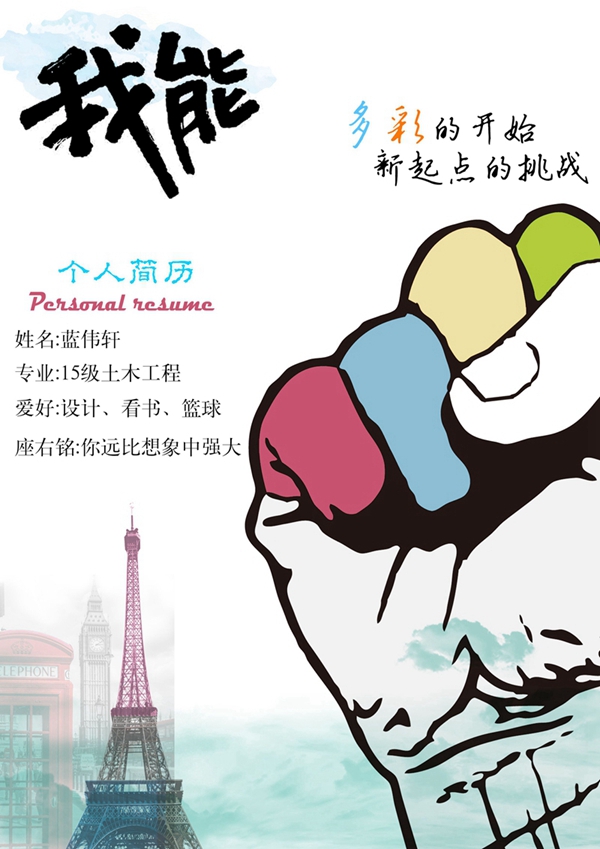 我能
多彩的开始
新起点的挑战
个人简历
Personal resume
姓名:蓝伟轩
专业:15级土木工程
爱好:设计、看书、篮球
座右铭:你远比想象中强大
TELEPHONE